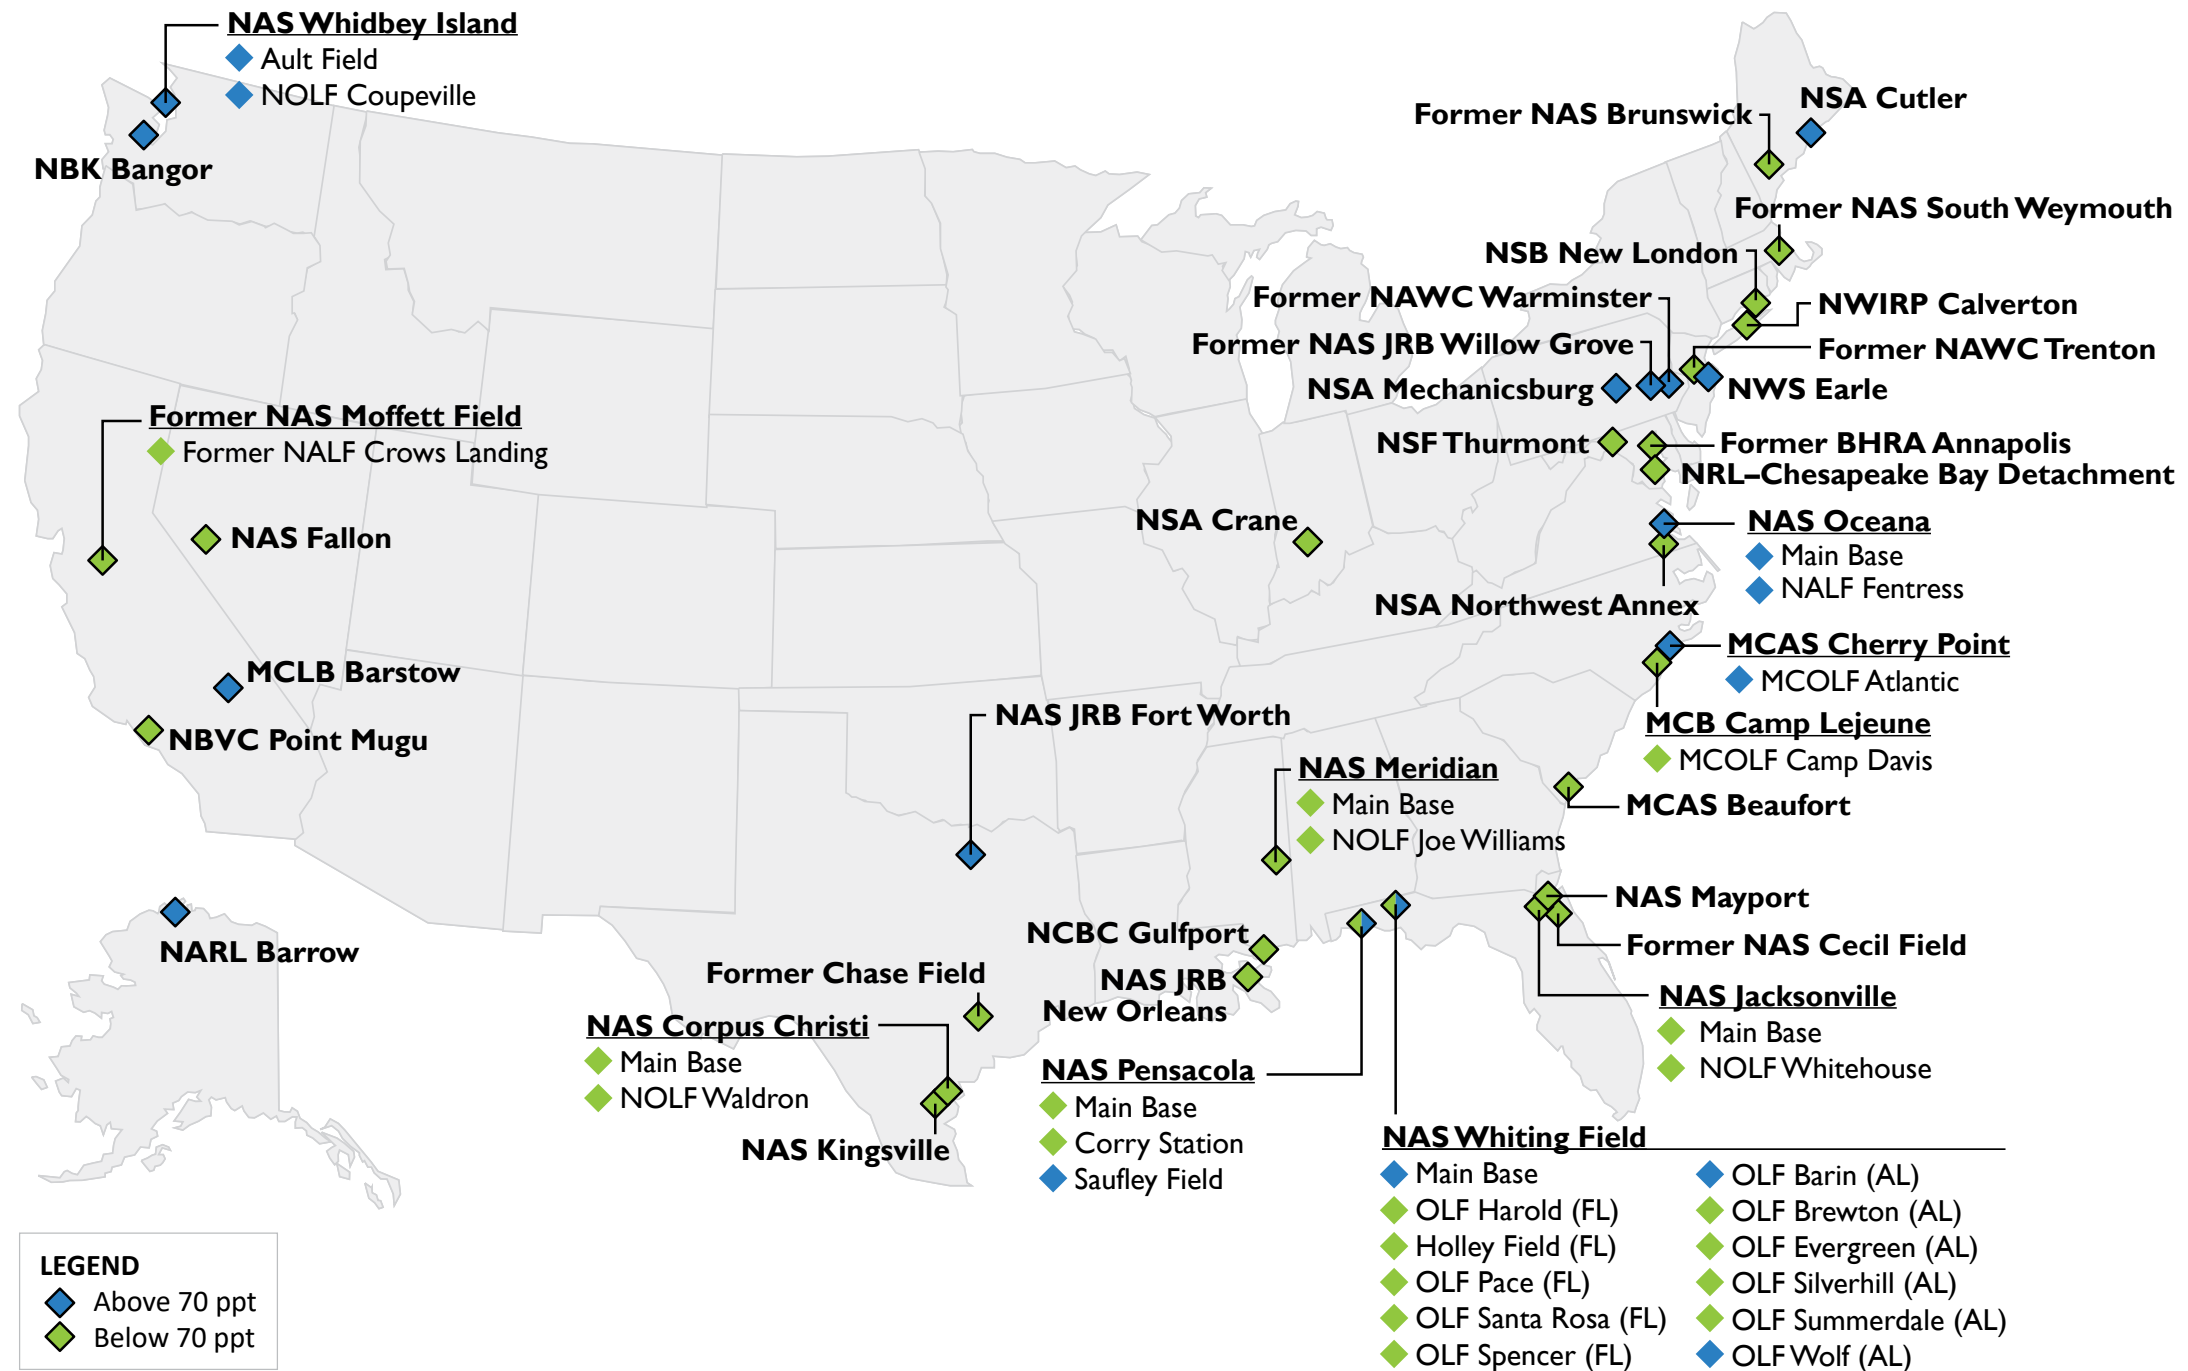 NAS Whidbey Island
Ault Field
NOLF Coupeville
NBK Bangor
Former NAS Brunswick
NSA Cutler
Former NAS South Weymouth
NSB New London
Former NAWC Warminster
NWIRP Calverton
Former NAS JRB Willow Grove
Former NAWC Trenton
NSA Mechanicsburg
NWS Earle
Former NAS Moffett Field
Former NALF Crows Landing
NSF Thurmont
Former BHRA Annapolis
NRL–Chesapeake Bay Detachment
NAS Fallon
NSA Crane
NAS Oceana
Main Base
NALF Fentress
NSA Northwest Annex
MCAS Cherry Point
MCOLF Atlantic
MCLB Barstow
NBVC Point Mugu
NAS JRB Fort Worth
MCB Camp Lejeune
MCOLF Camp Davis
NAS Meridian
Main Base
NOLF Joe Williams
MCAS Beaufort
NAS Mayport
Former NAS Cecil Field
NARL Barrow
NCBC Gulfport
NAS JRB
New Orleans
Former Chase Field
NAS Jacksonville
Main Base
NOLF Whitehouse
NAS Corpus Christi
Main Base
NOLF Waldron
NAS Kingsville
NAS Pensacola
Main Base
Corry Station
Saufley Field
NAS Whiting Field
Main Base
OLF Harold (FL)
Holley Field (FL)
OLF Pace (FL)
OLF Santa Rosa (FL)
OLF Spencer (FL)
OLF Barin (AL)
OLF Brewton (AL)
OLF Evergreen (AL)
OLF Silverhill (AL)
OLF Summerdale (AL)
OLF Wolf (AL)
LEGEND
Above 70 ppt
Below 70 ppt